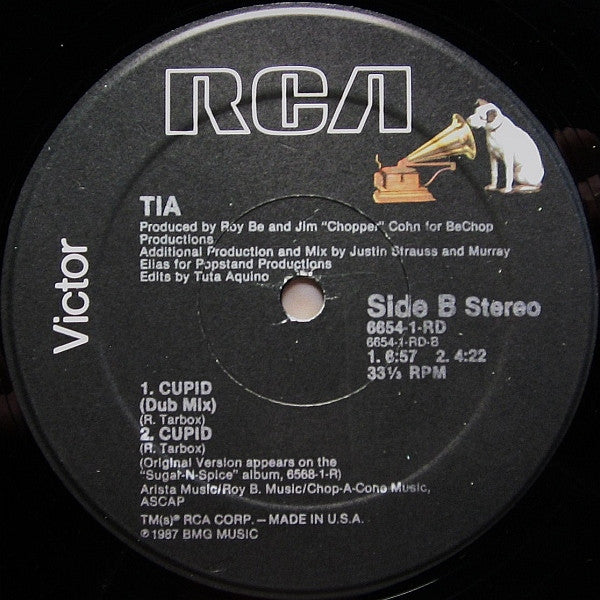 RCA
Victor
TIA
Produced by Roy Be and Jim "Chopper" Cohn for BeChop
Productions
Additional Production and Mix by Justin Strauss and Murray
Elias for Popstand Productions
Edits by Tuta Aquino
Side B Stereo
6654-1-RD
6654-1-RD-B
1. 6:57 2. 4:22
33⅓ RPM
1. CUPID
(Dub Mix)
(R. Tarbox)
2. CUPID
(R. Tarbox)
(Original Version appears on the
"Sugar-N-Spice" album, 6568-1-R)
Arista Music/Roy B. Music/Chop-A-Cone Music,
ASCAP
TM(s)® RCA CORP. — MADE IN U.S.A.
℗1987 BMG MUSIC